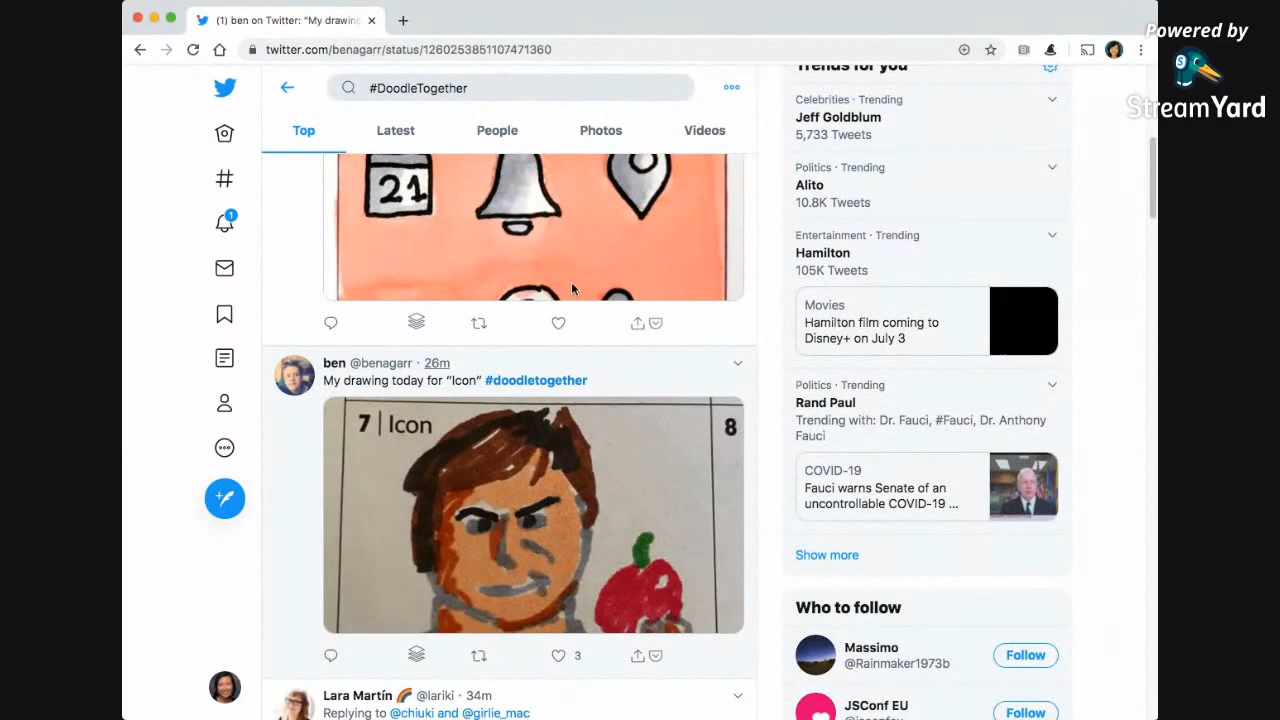 (1) ben on Twitter: "My drawing
twitter.com/benagarr/status/1260253851107471360
Powered by
StreamYard
#DoodleTogether
Top
Latest
People
Photos
Videos
21
1
ben @benagarr · 26m
My drawing today for “Icon” #doodletogether
7 | Icon
8
3
Lara Martín @lariki · 34m
Replying to @chiuki and @girlie_mac
Trends for you
Celebrities · Trending
Jeff Goldblum
5,733 Tweets
Politics · Trending
Alito
10.8K Tweets
Entertainment · Trending
Hamilton
105K Tweets
Movies
Hamilton film coming to
Disney+ on July 3
Politics · Trending
Rand Paul
Trending with: Dr. Fauci, #Fauci, Dr. Anthony
Fauci
COVID-19
Fauci warns Senate of an
uncontrollable COVID-19 ...
Show more
Who to follow
Massimo
@Rainmaker1973b
Follow
JSConf EU
Follow